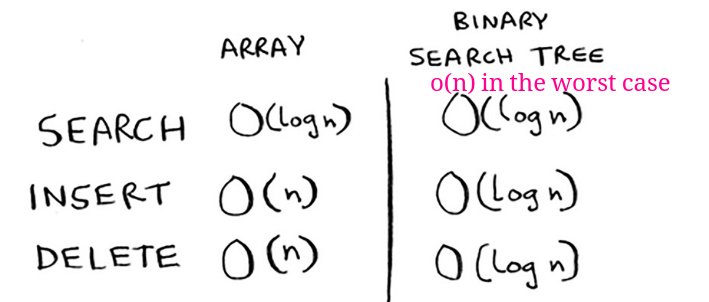 BINARY
ARRAY SEARCH TREE
o(n) in the worst case
SEARCH O(log n) O(log n)
INSERT O(n) O(log n)
DELETE O(n) O(log n)